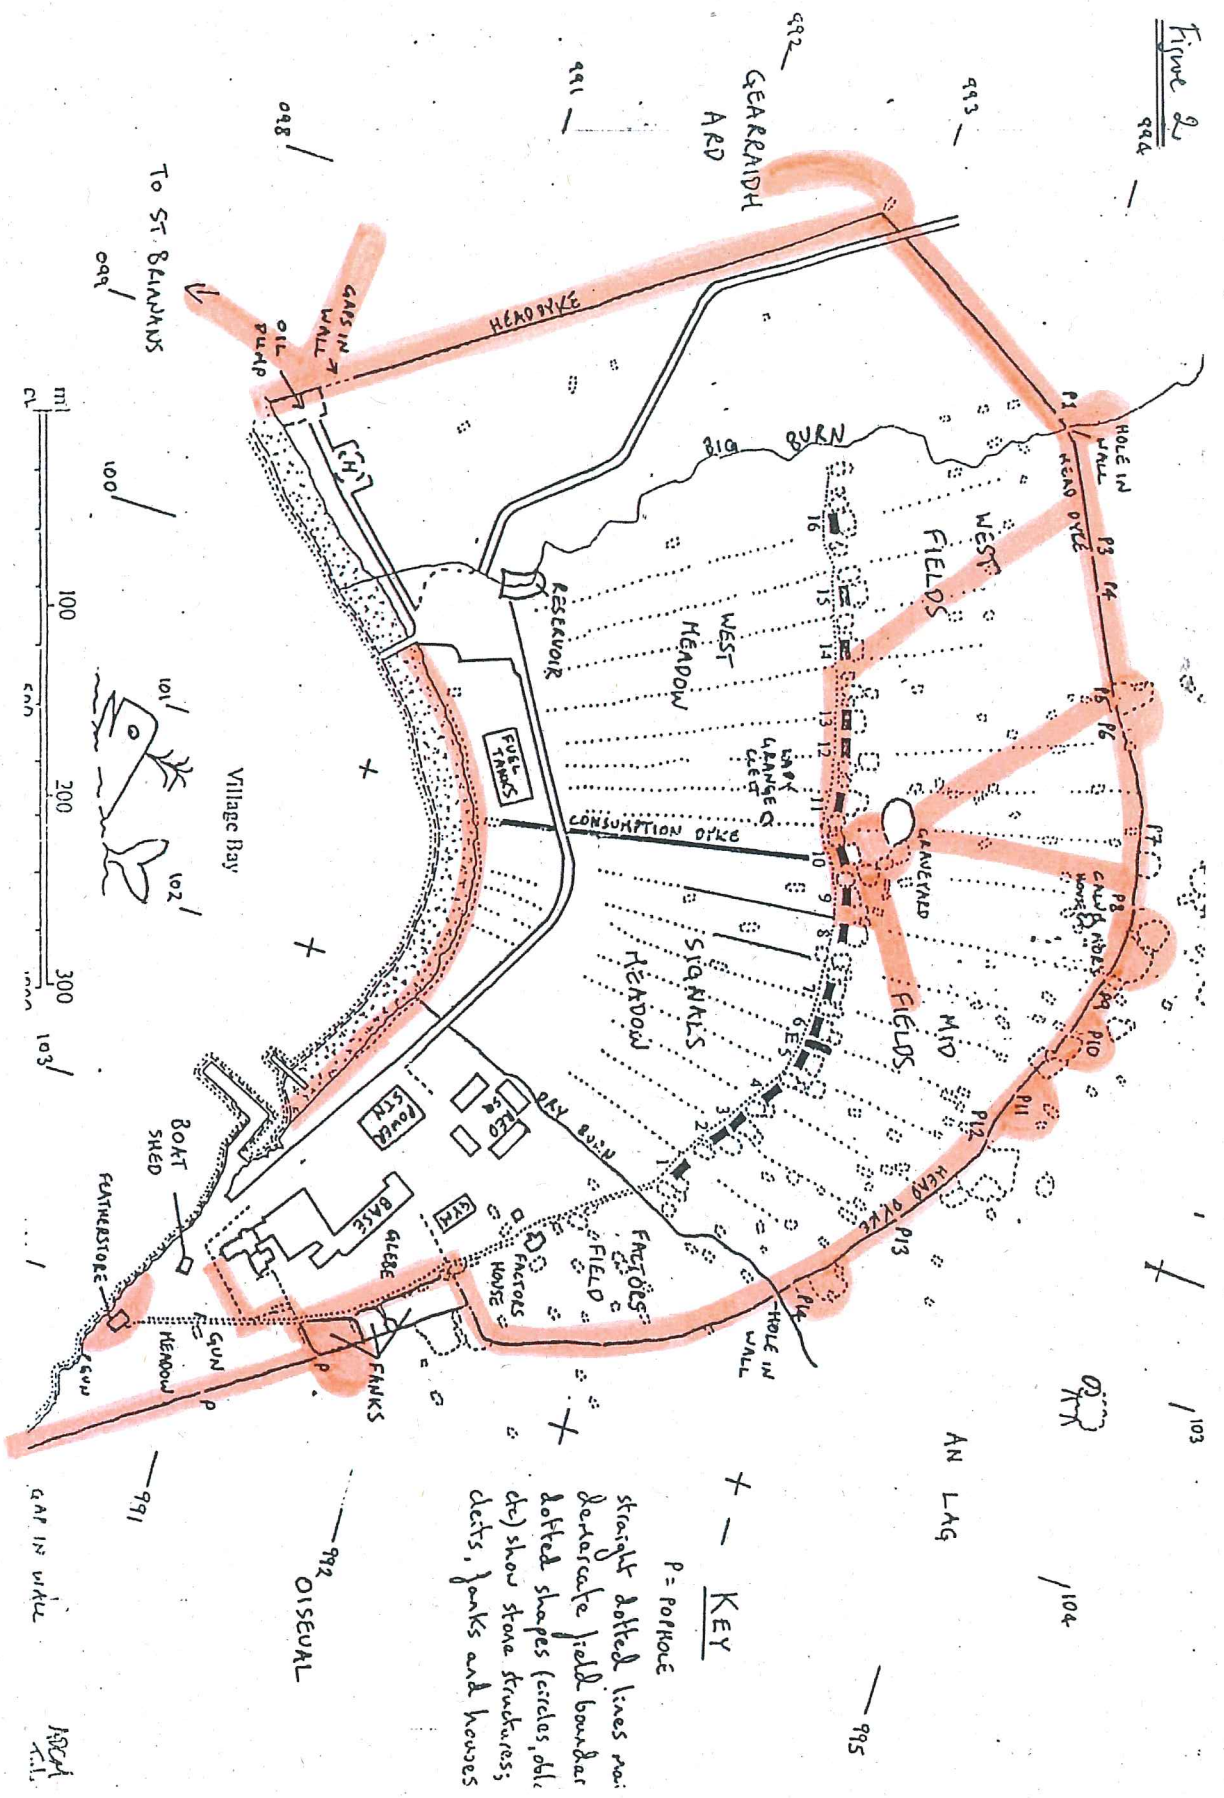 Figure 2
994
993
992
991
098
099
100
101
102
103
103
104
995
992
991
GEARRAIDH
ARD
TO ST. BRIANANS
GAPS IN
WALL
OIL
PUMP
HEAD DYKE
"H"
BIG BURN
P1
HOLE IN
WALL
HEAD DYKE
P3
P4
P5
P6
P7
P8
P9
P10
P11
P12
P13
P14
HEAD DYKE
HOLE IN
WALL
WEST
FIELDS
WEST
MEADOW
RESERVOIR
FUEL
TANKS
CONSUMPTION DYKE
LADY
GRANGE
CLEIT
GRAVEYARD
CALUM MORS
HOUSE
MID
FIELDS
SIGNALS
MEADOW
16
15
14
13
12
11
10
9
8
7
6
E
5
4
3
2
1
DRY BURN
POWER
STN
BASE
GYM
GLEBE
FACTORS
HOUSE
FACTORS
FIELD
FANKS
P
P
GUN
MEADOW
GUN
BOAT
SHED
FEATHERSTORE
Village Bay
100
200
300
AN LAG
OISEVAL
GAP IN WALL
KEY
P = POPHOLE
straight dotted lines mai
demarcate field boundar
dotted shapes (circles, obl
etc) show stone structures;
cleits, fanks and houses